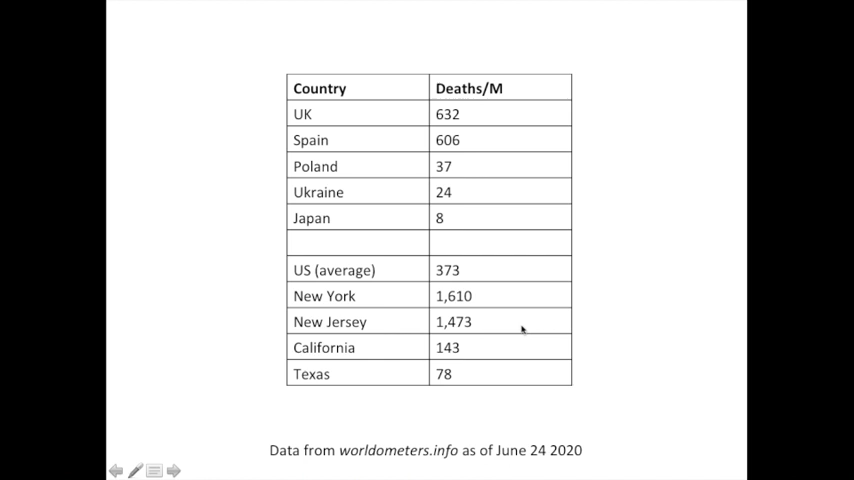 Country Deaths/M
UK 632
Spain 606
Poland 37
Ukraine 24
Japan 8
US (average) 373
New York 1,610
New Jersey 1,473
California 143
Texas 78
Data from worldometers.info as of June 24 2020